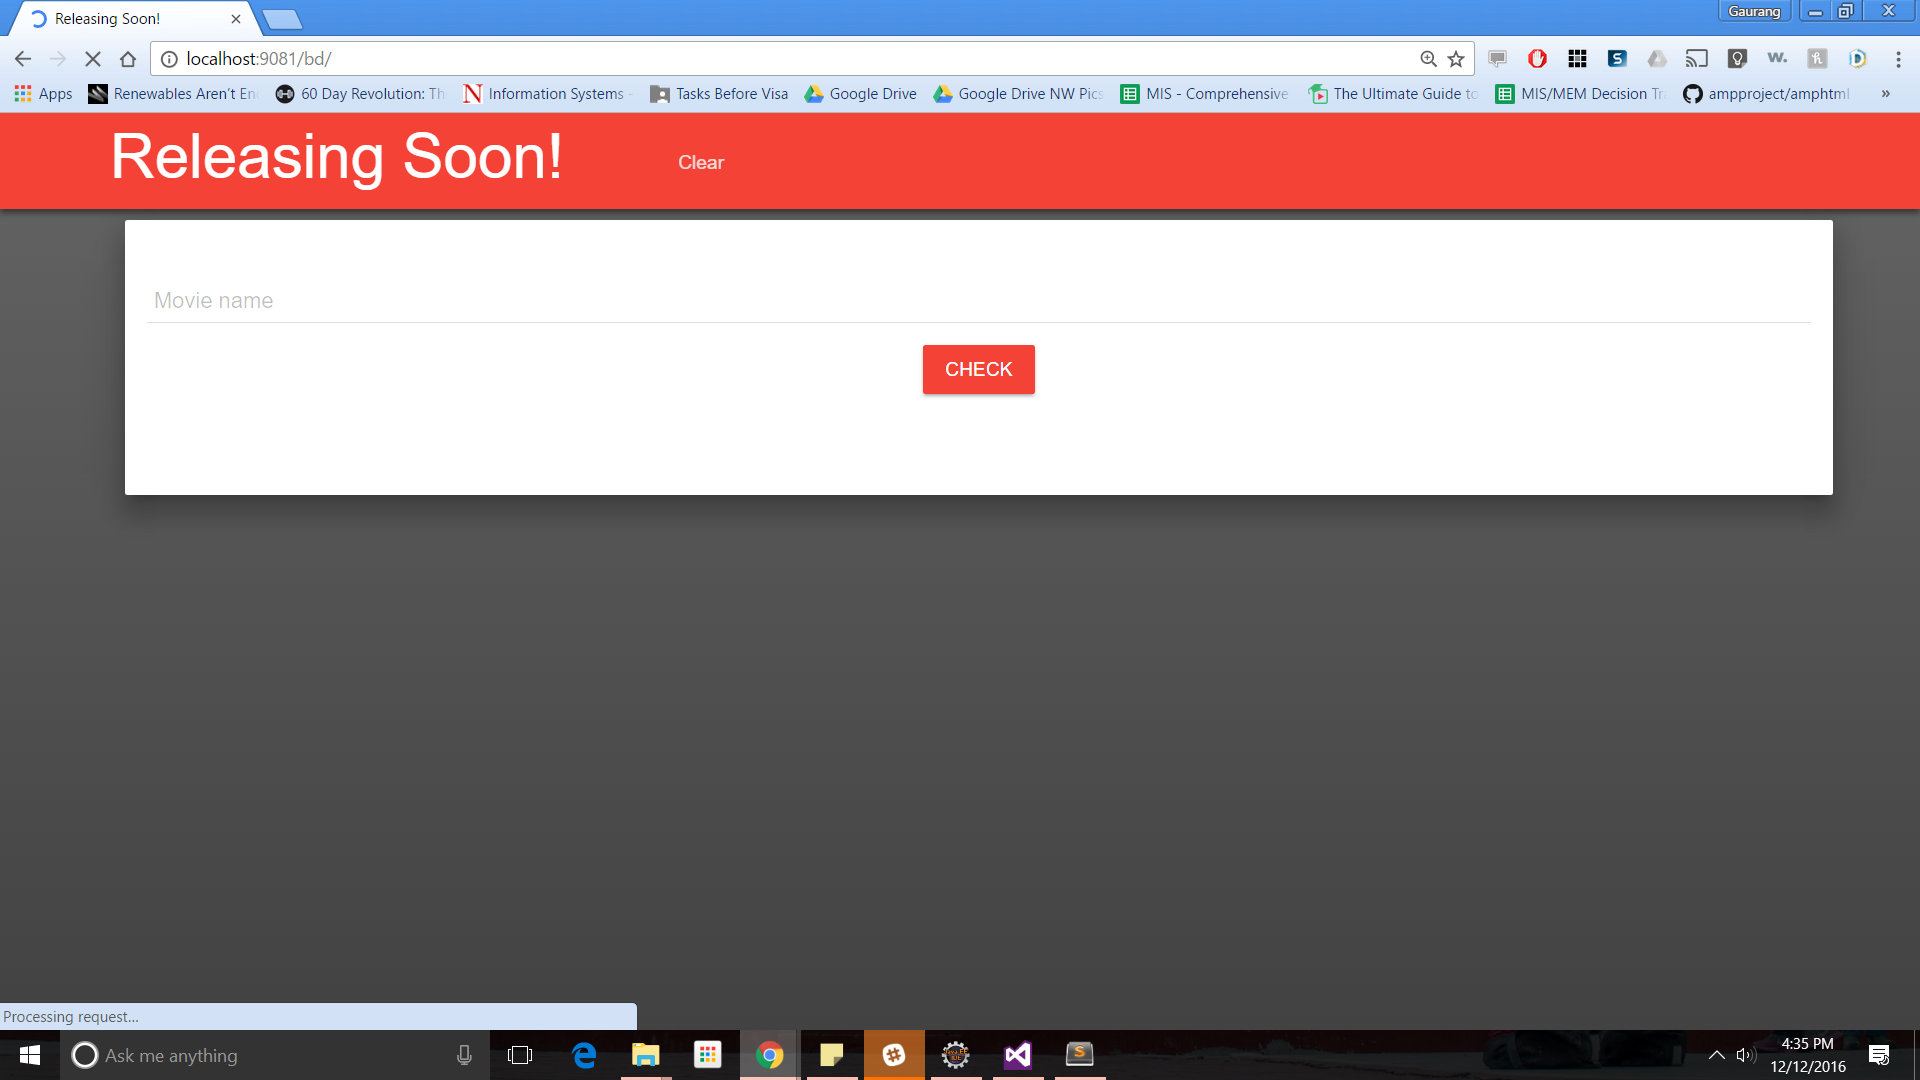 Releasing Soon!
Gaurang
localhost:9081/bd/
Apps
Renewables Aren't En
60 Day Revolution: Th
Information Systems -
Tasks Before Visa
Google Drive
Google Drive NW Pics
MIS - Comprehensive
The Ultimate Guide to
MIS/MEM Decision Tr
ampproject/amphtml
»
Releasing Soon!
Clear
Movie name
CHECK
Processing request...
Ask me anything
4:35 PM
12/12/2016